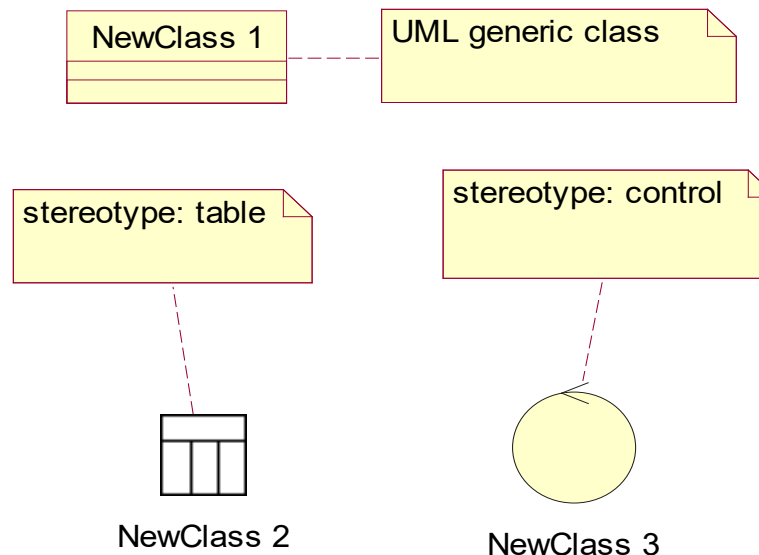 NewClass 1
UML generic class
stereotype: table
stereotype: control
NewClass 2
NewClass 3